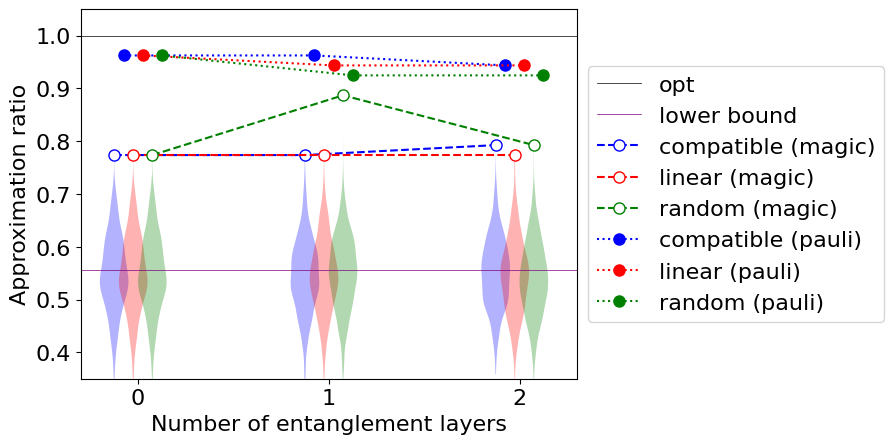 1.0
0.9
0.8
0.7
0.6
0.5
0.4
Approximation ratio
0 1 2
Number of entanglement layers
opt
lower bound
compatible (magic)
linear (magic)
random (magic)
compatible (pauli)
linear (pauli)
random (pauli)